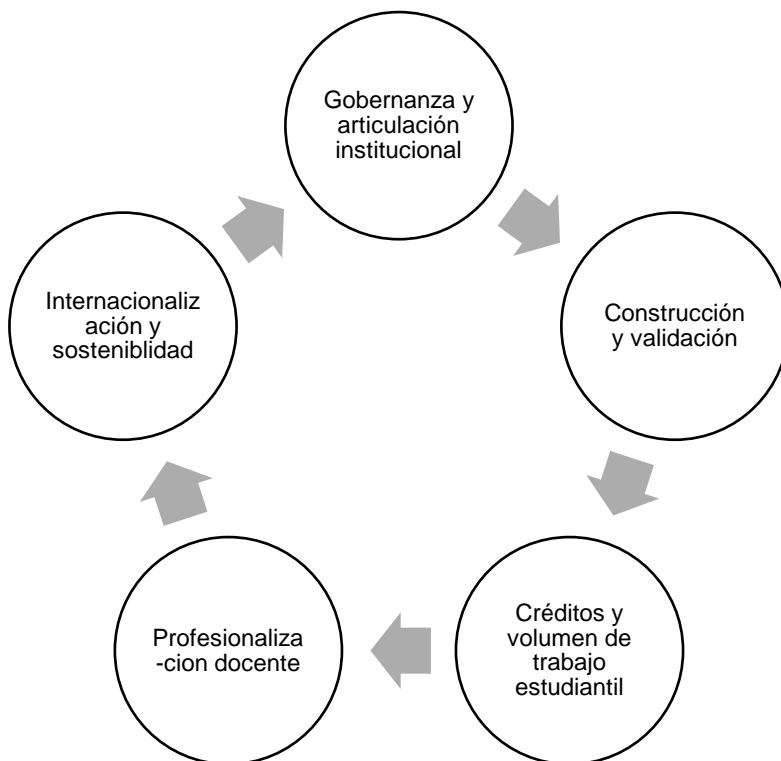 Gobernanza y
articulación
institucional
Construcción
y validación
Créditos y
volumen de
trabajo
estudiantil
Profesionaliza
-cion docente
Internacionaliz
ación y
sosteniblidad